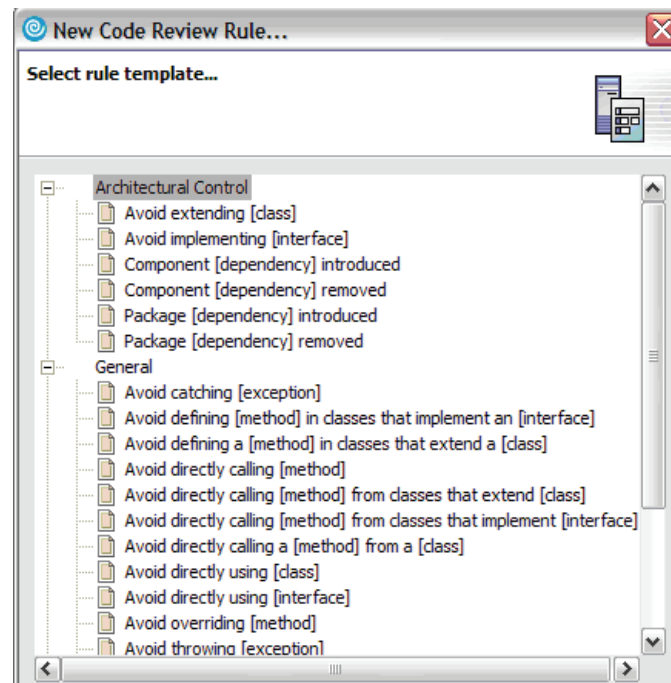 New Code Review Rule...
Select rule template...
Architectural Control
Avoid extending [class]
Avoid implementing [interface]
Component [dependency] introduced
Component [dependency] removed
Package [dependency] introduced
Package [dependency] removed
General
Avoid catching [exception]
Avoid defining [method] in classes that implement an [interface]
Avoid defining a [method] in classes that extend a [class]
Avoid directly calling [method]
Avoid directly calling [method] from classes that extend [class]
Avoid directly calling [method] from classes that implement [interface]
Avoid directly calling a [method] from a [class]
Avoid directly using [class]
Avoid directly using [interface]
Avoid overriding [method]
Avoid throwing [exception]